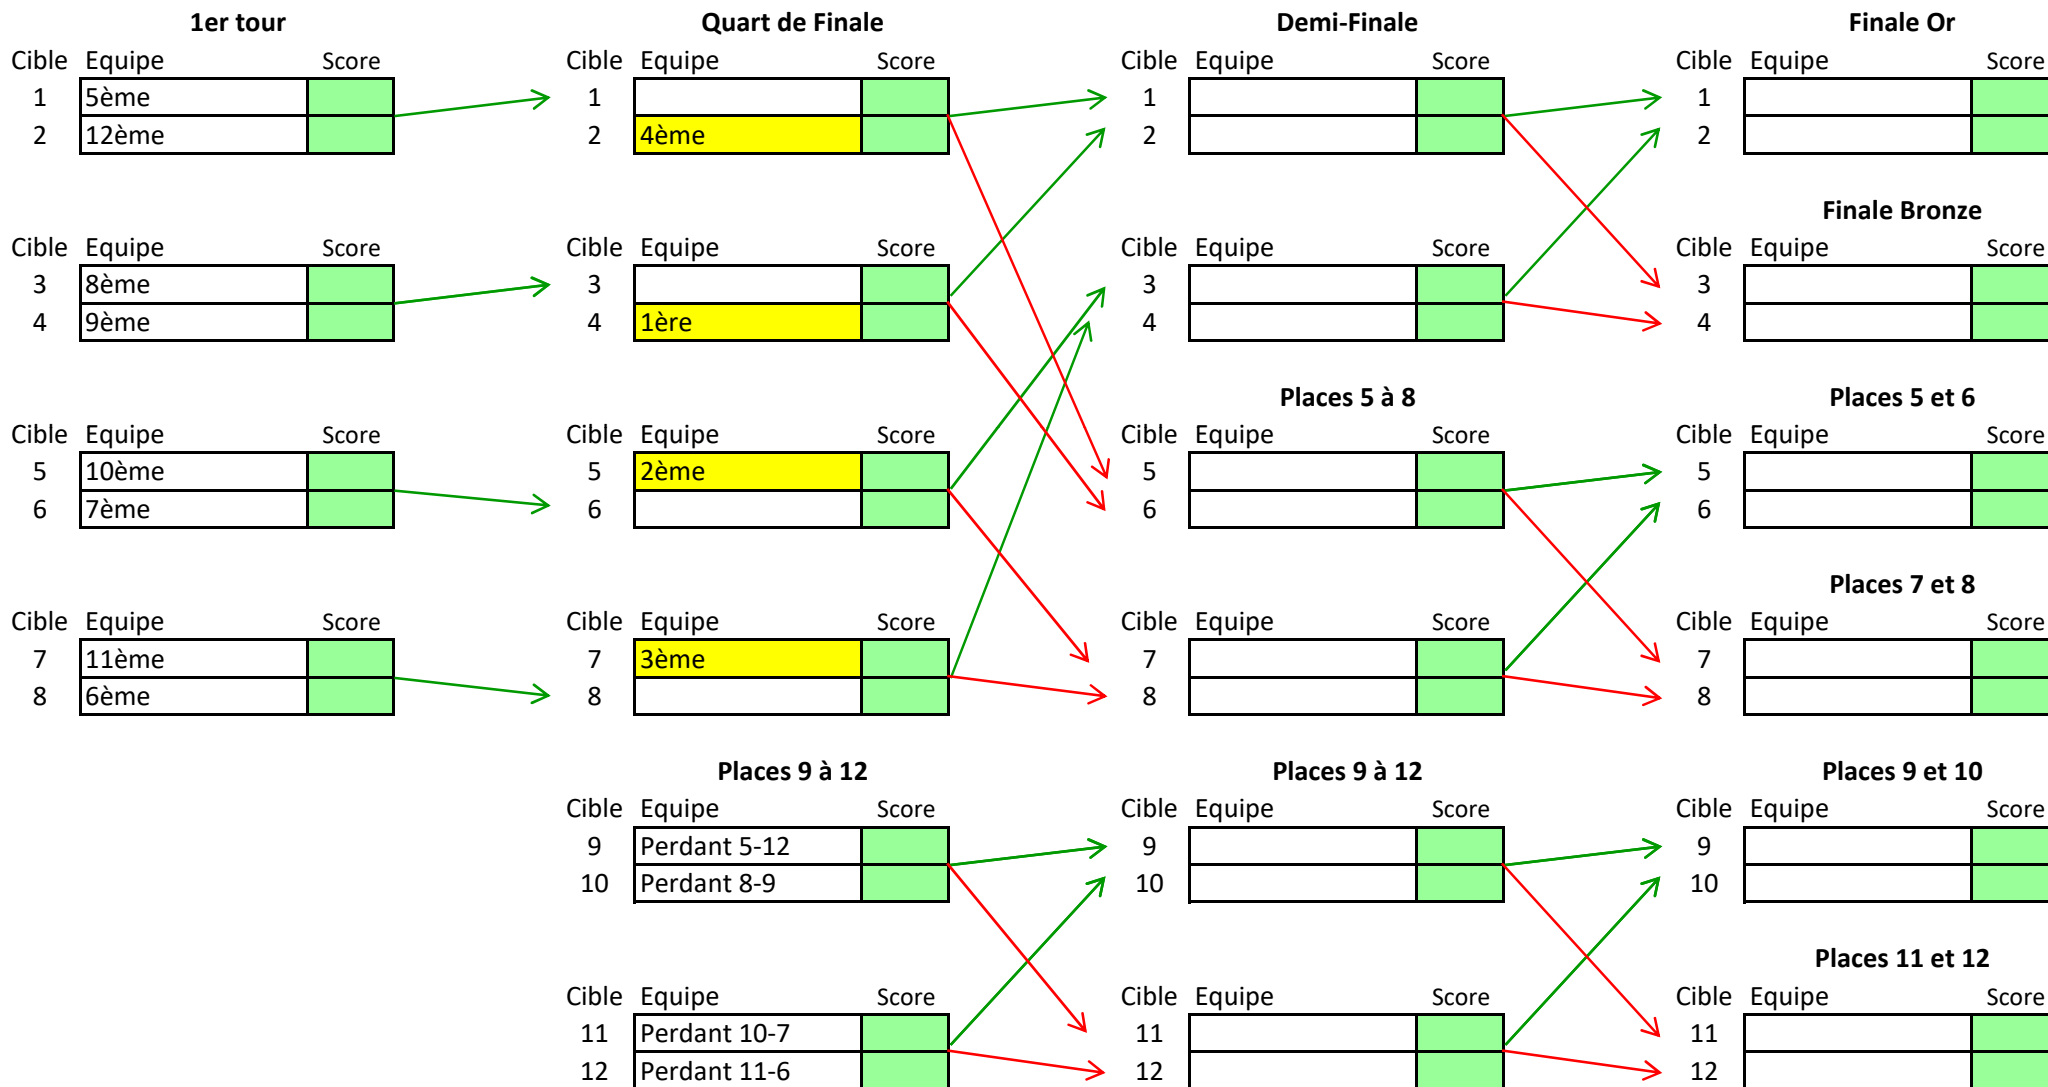 1er tour Quart de Finale Demi-Finale Finale Or
Cible Equipe Score Cible Equipe Score Cible Equipe Score Cible Equipe Score
1 5ème 1 1 1
2 12ème 2 4ème 2 2
Finale Bronze
Cible Equipe Score Cible Equipe Score Cible Equipe Score Cible Equipe Score
3 8ème 3 3 3
4 9ème 4 1ère 4 4
Places 5 à 8 Places 5 et 6
Cible Equipe Score Cible Equipe Score Cible Equipe Score Cible Equipe Score
5 10ème 5 2ème 5 5
6 7ème 6 6 6
Places 7 et 8
Cible Equipe Score Cible Equipe Score Cible Equipe Score Cible Equipe Score
7 11ème 7 3ème 7 7
8 6ème 8 8 8
Places 9 à 12 Places 9 à 12 Places 9 et 10
Cible Equipe Score Cible Equipe Score Cible Equipe Score
9 Perdant 5-12 9 9
10 Perdant 8-9 10 10
Places 11 et 12
Cible Equipe Score Cible Equipe Score Cible Equipe Score
11 Perdant 10-7 11 11
12 Perdant 11-6 12 12